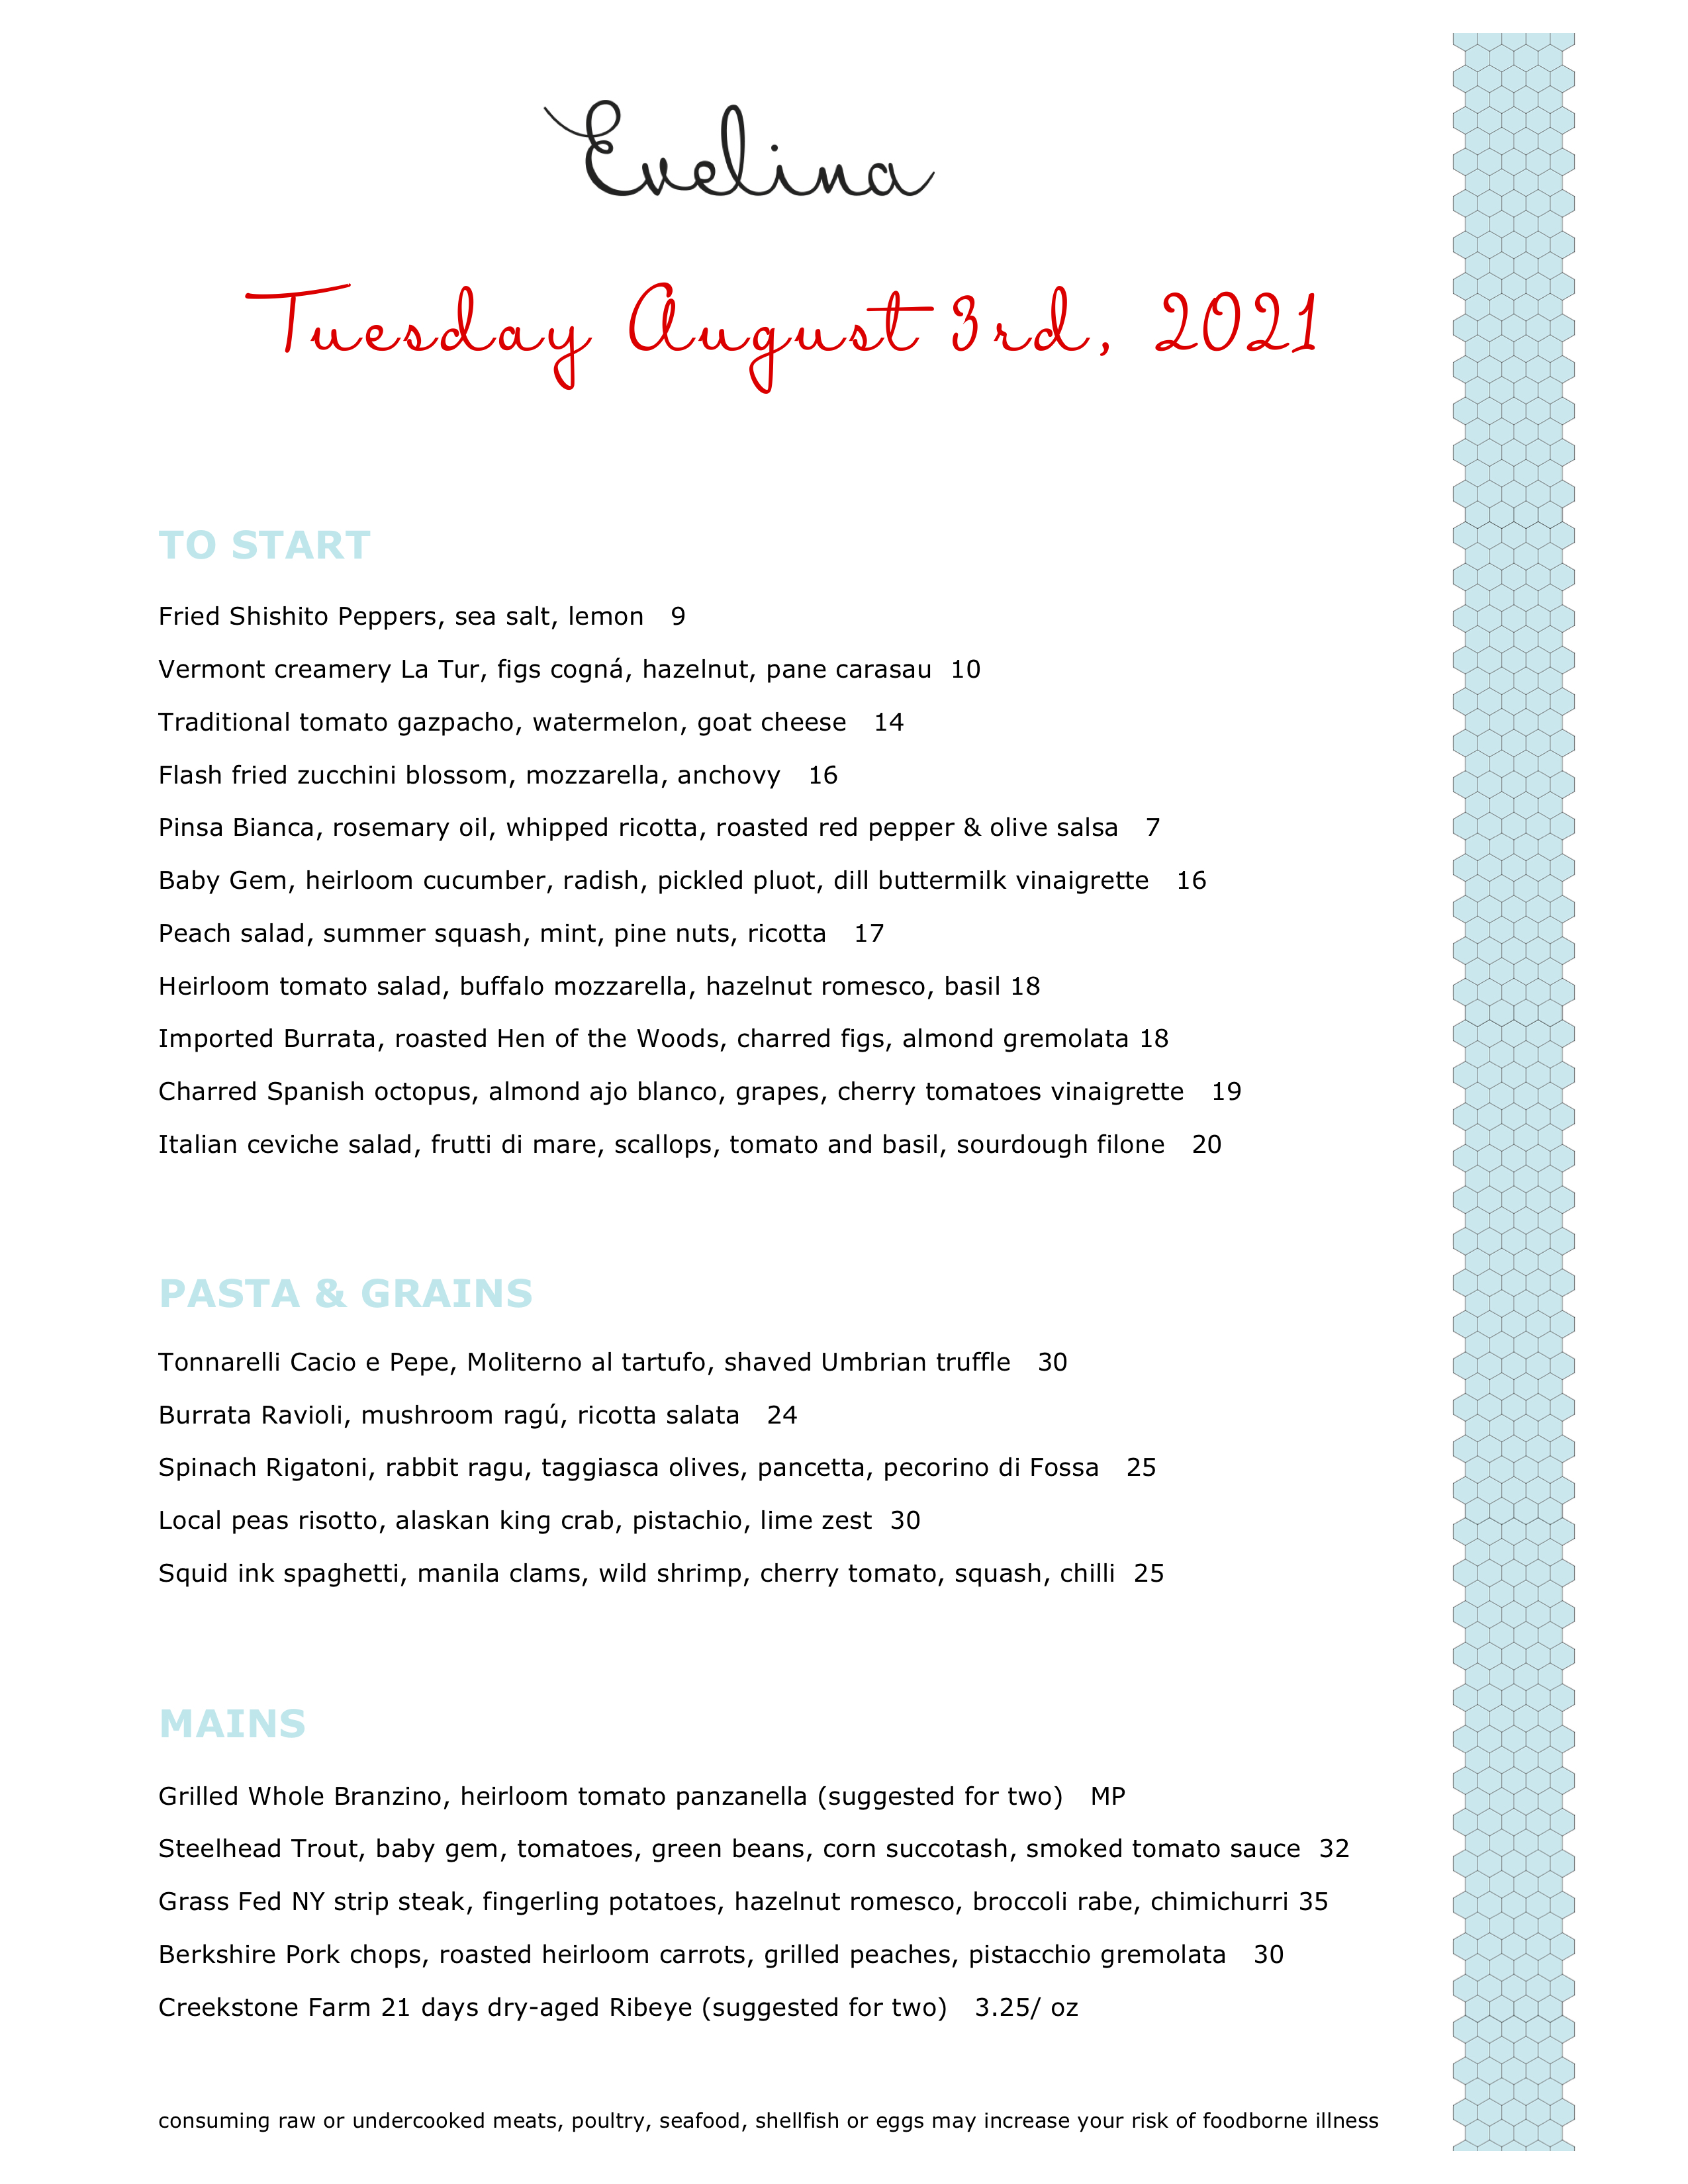 Evelina
Tuesday August 3rd, 2021
TO START
Fried Shishito Peppers, sea salt, lemon 9
Vermont creamery La Tur, figs cogná, hazelnut, pane carasau 10
Traditional tomato gazpacho, watermelon, goat cheese 14
Flash fried zucchini blossom, mozzarella, anchovy 16
Pinsa Bianca, rosemary oil, whipped ricotta, roasted red pepper & olive salsa 7
Baby Gem, heirloom cucumber, radish, pickled pluot, dill buttermilk vinaigrette 16
Peach salad, summer squash, mint, pine nuts, ricotta 17
Heirloom tomato salad, buffalo mozzarella, hazelnut romesco, basil 18
Imported Burrata, roasted Hen of the Woods, charred figs, almond gremolata 18
Charred Spanish octopus, almond ajo blanco, grapes, cherry tomatoes vinaigrette 19
Italian ceviche salad, frutti di mare, scallops, tomato and basil, sourdough filone 20
PASTA & GRAINS
Tonnarelli Cacio e Pepe, Moliterno al tartufo, shaved Umbrian truffle 30
Burrata Ravioli, mushroom ragú, ricotta salata 24
Spinach Rigatoni, rabbit ragu, taggiasca olives, pancetta, pecorino di Fossa 25
Local peas risotto, alaskan king crab, pistachio, lime zest 30
Squid ink spaghetti, manila clams, wild shrimp, cherry tomato, squash, chilli 25
MAINS
Grilled Whole Branzino, heirloom tomato panzanella (suggested for two) MP
Steelhead Trout, baby gem, tomatoes, green beans, corn succotash, smoked tomato sauce 32
Grass Fed NY strip steak, fingerling potatoes, hazelnut romesco, broccoli rabe, chimichurri 35
Berkshire Pork chops, roasted heirloom carrots, grilled peaches, pistacchio gremolata 30
Creekstone Farm 21 days dry-aged Ribeye (suggested for two) 3.25/ oz
consuming raw or undercooked meats, poultry, seafood, shellfish or eggs may increase your risk of foodborne illness